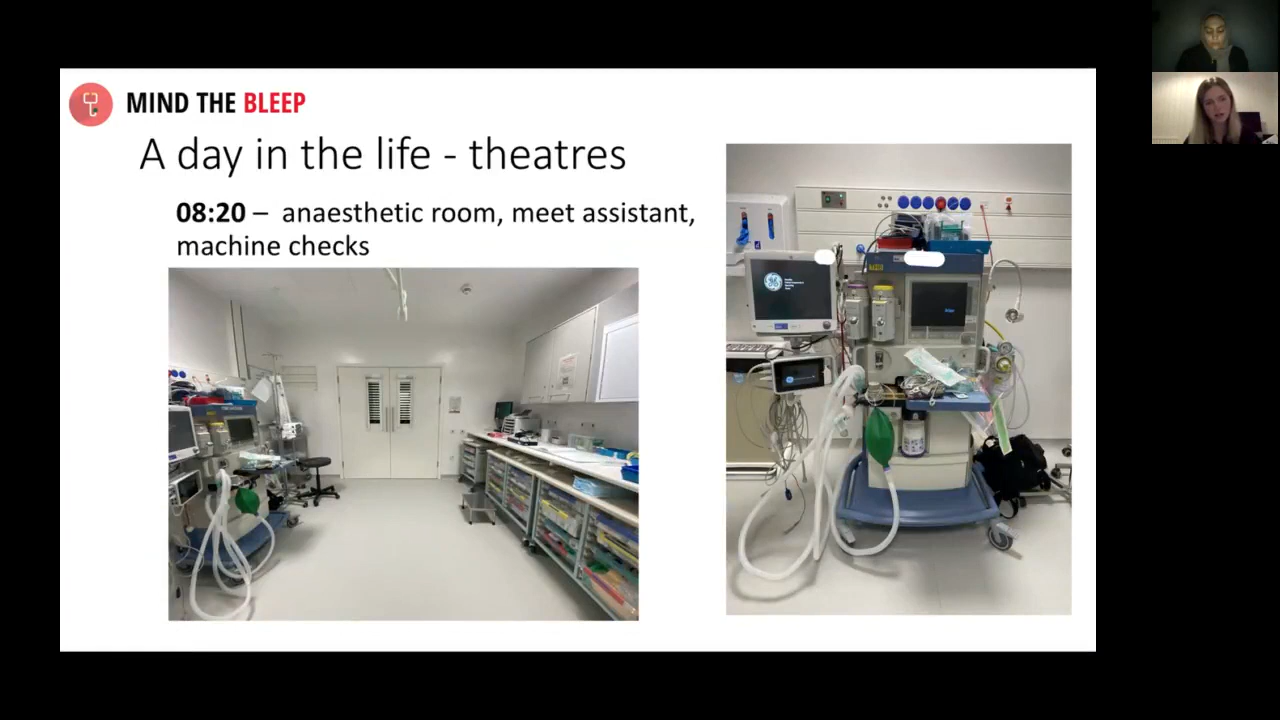 MIND THE BLEEP
A day in the life - theatres
08:20 – anaesthetic room, meet assistant,
machine checks